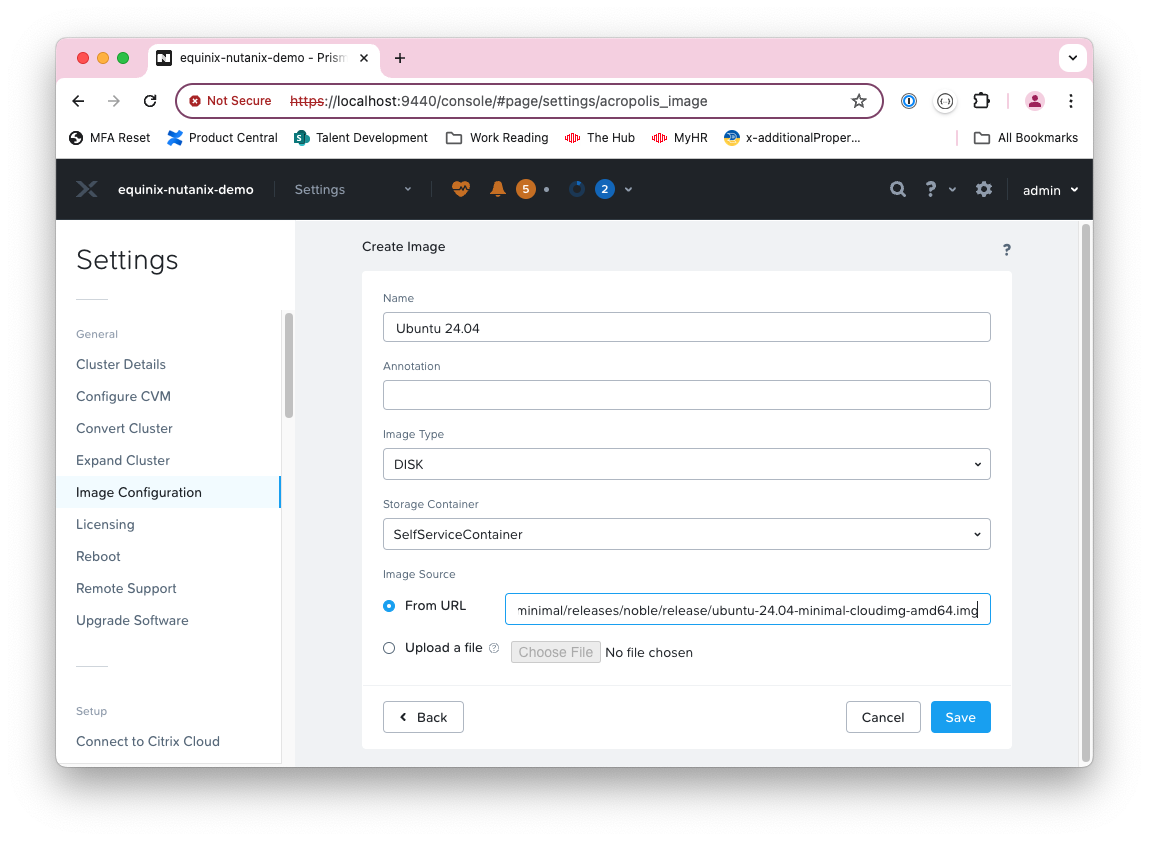 equinix-nutanix-demo - Prism
Not Secure https://localhost:9440/console/#page/settings/acropolis_image
MFA Reset Product Central Talent Development Work Reading The Hub MyHR x-additionalProper... All Bookmarks
equinix-nutanix-demo Settings 5 2 ? admin
Settings
General
Cluster Details
Configure CVM
Convert Cluster
Expand Cluster
Image Configuration
Licensing
Reboot
Remote Support
Upgrade Software
Setup
Connect to Citrix Cloud
Create Image ?
Name
Ubuntu 24.04
Annotation
Image Type
DISK
Storage Container
SelfServiceContainer
Image Source
From URL minimal/releases/noble/release/ubuntu-24.04-minimal-cloudimg-amd64.img
Upload a file ? Choose File No file chosen
Back Cancel Save